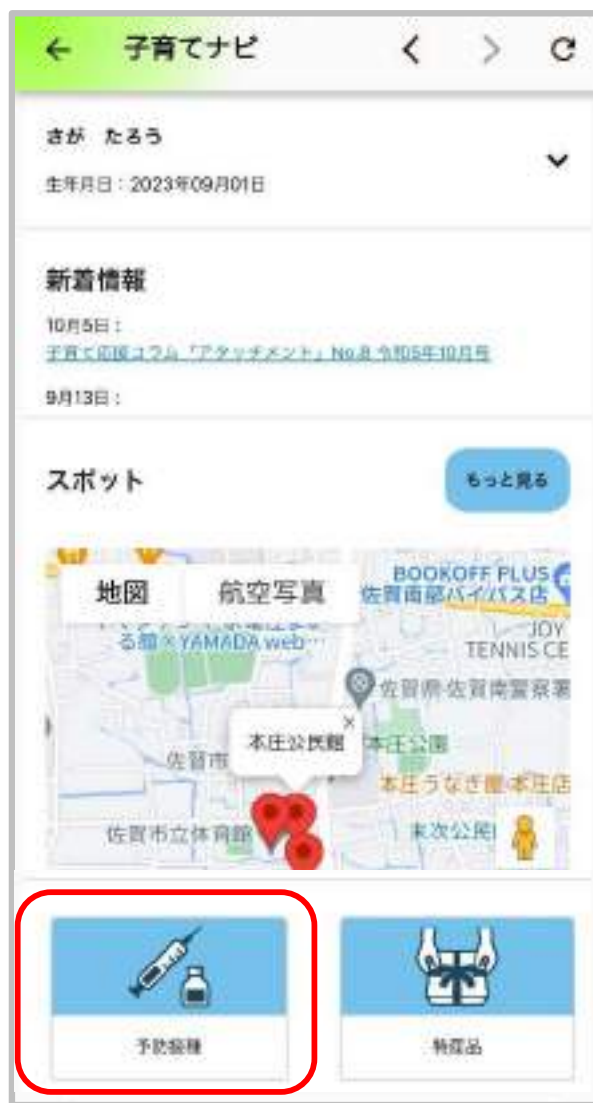 子育てナビ
さが たろう
生年月日：2023年09月01日
新着情報
10月5日：
子育て応援コラム「アタッチメント」No.8 令和5年10月号
9月13日：
スポット
もっと見る
地図
航空写真
BOOKOFF PLUS
佐賀南部バイパス店
る館×YAMADA web…
JOY
TENNIS CE
佐賀県 佐賀南警察署
本庄公民館
本庄公園
佐賀市
本庄うなぎ屋 本庄店
佐賀市立体育館
末次公民
予防接種
特産品